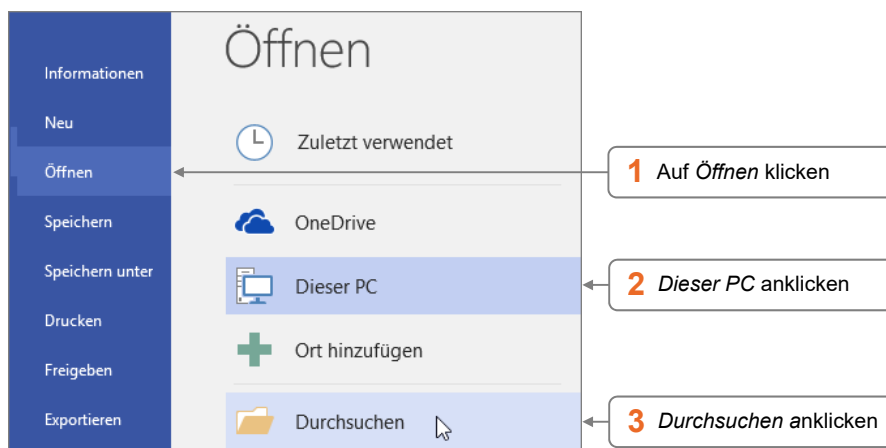 Öffnen
Informationen
Neu
Öffnen
Speichern
Speichern unter
Drucken
Freigeben
Exportieren
Zuletzt verwendet
OneDrive
Dieser PC
Ort hinzufügen
Durchsuchen
1 Auf Öffnen klicken
2 Dieser PC anklicken
3 Durchsuchen anklicken